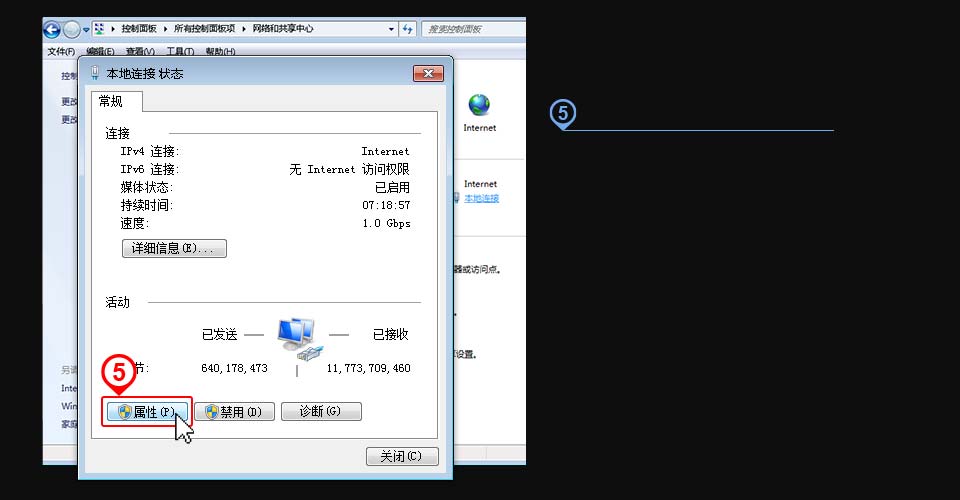 控制面板 所有控制面板项 网络和共享中心 搜索控制面板
文件(F) 编辑(E) 查看(V) 工具(T) 帮助(H)
控制
更改
更改
本地连接 状态
常规
连接
IPv4 连接: Internet
IPv6 连接: 无 Internet 访问权限
媒体状态: 已启用
持续时间: 07:18:57
速度: 1.0 Gbps
详细信息(E)...
活动
已发送 已接收
节: 640,178,473 11,773,709,460
5
属性(P) 禁用(D) 诊断(G)
关闭(C)
Internet
Internet
本地连接
器或访问点。
设置。
另请
Inte
Win
家庭
5